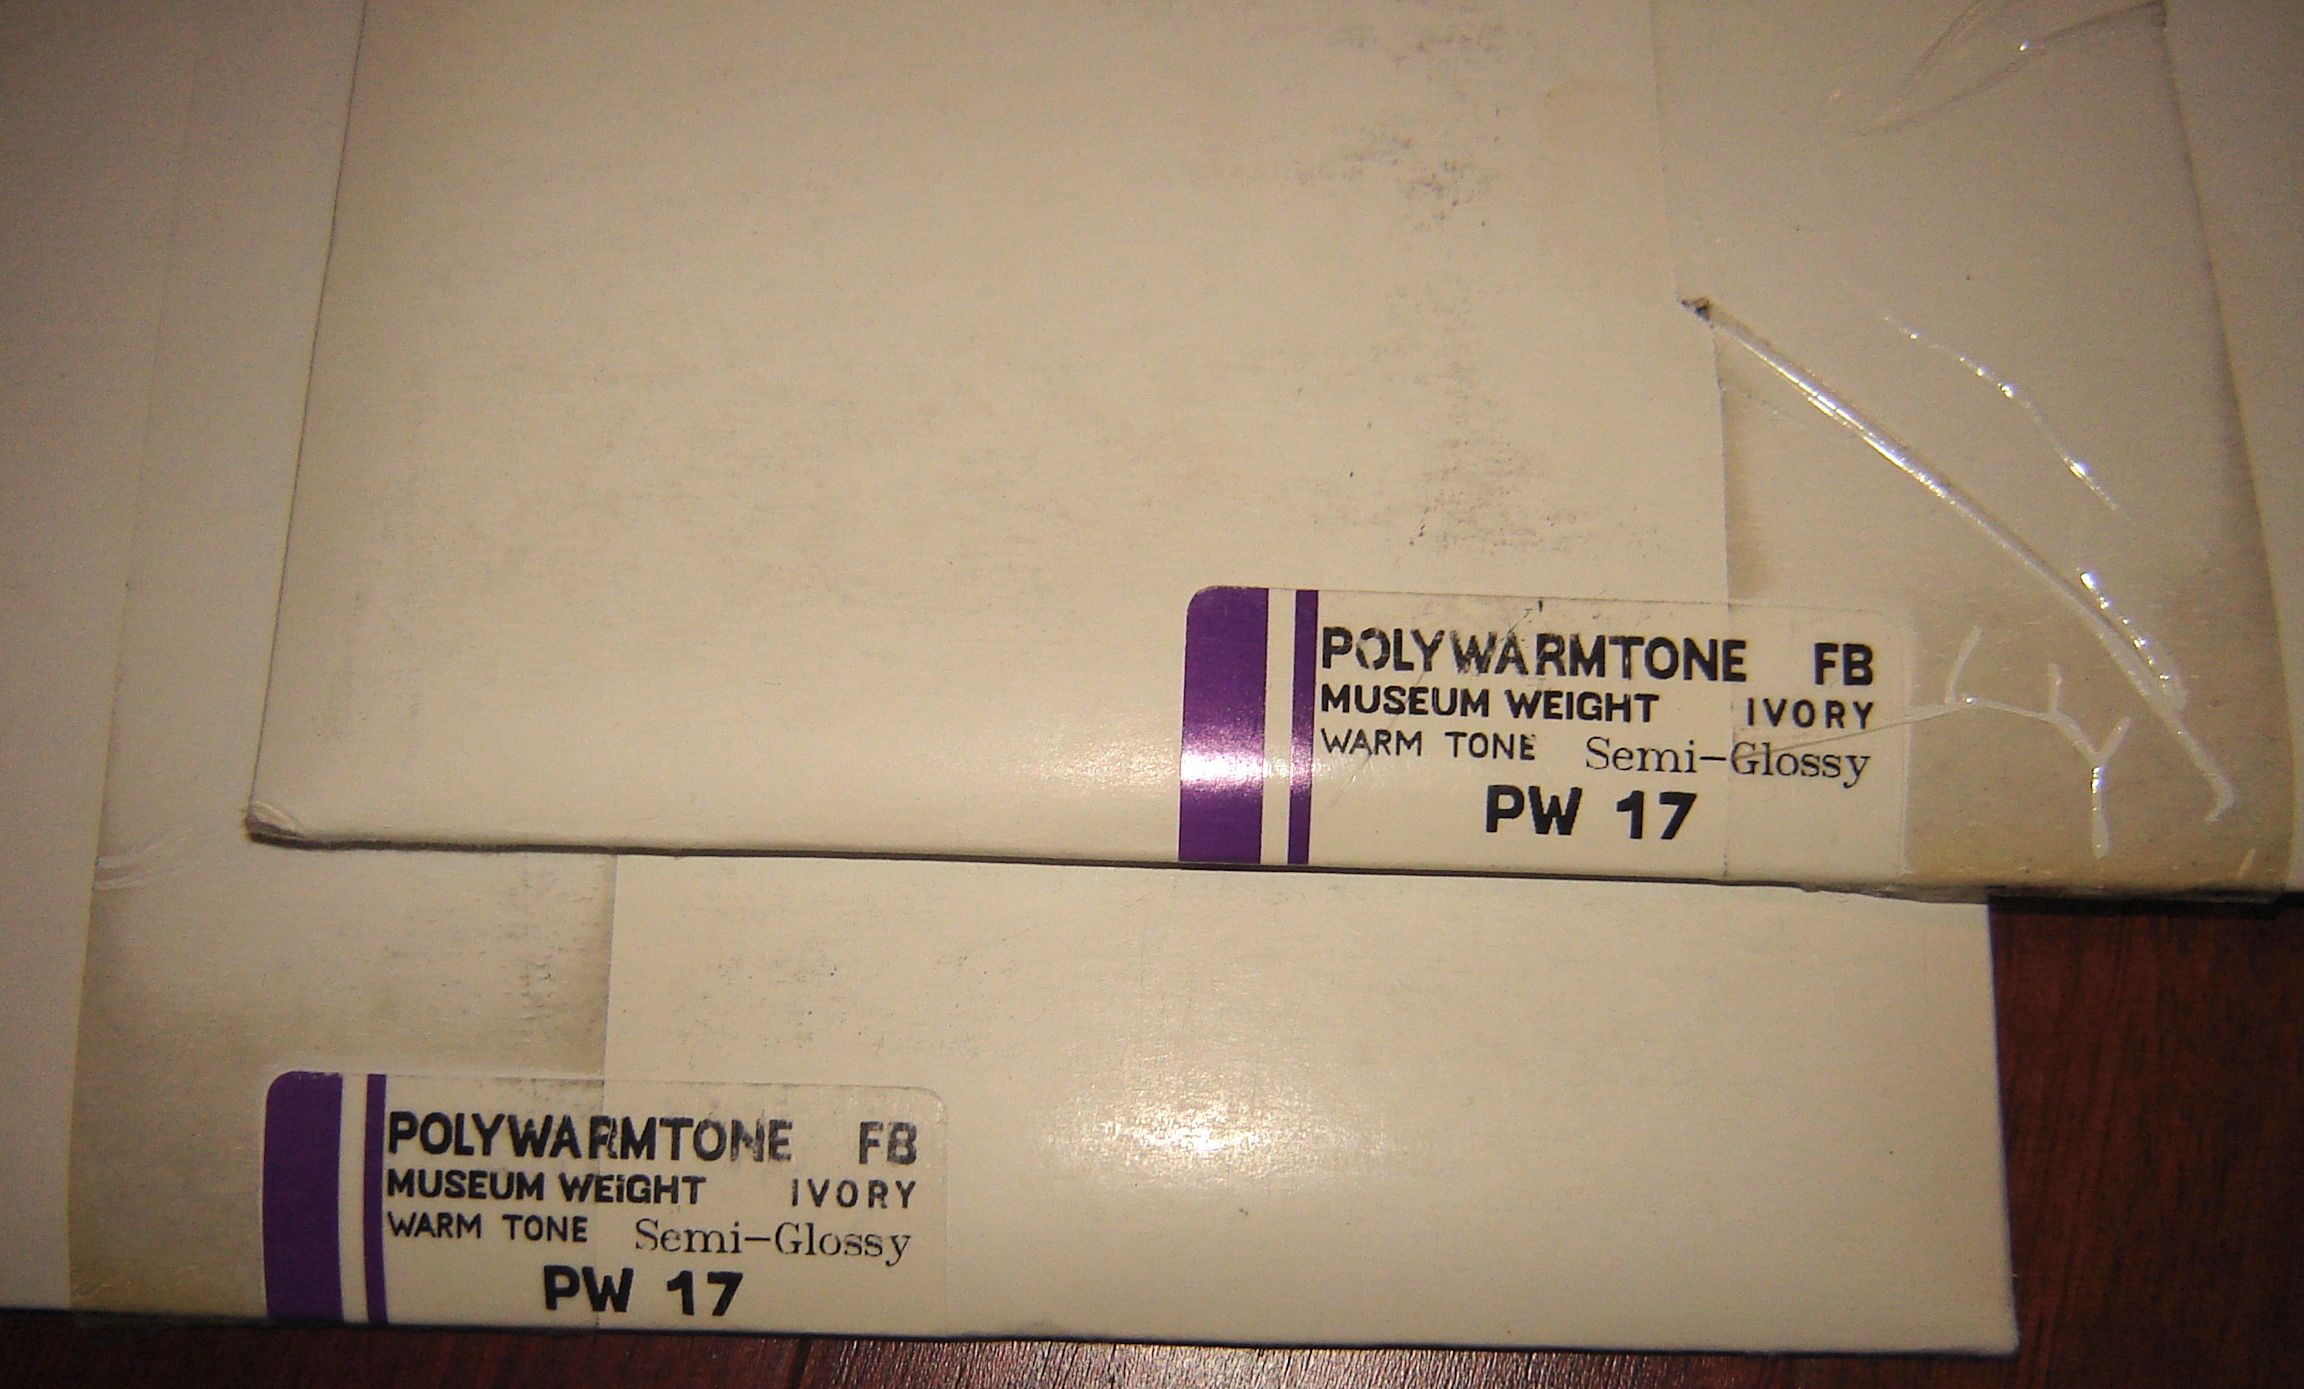 POLYWARMTONE FB
MUSEUM WEIGHT IVORY
WARM TONE Semi-Glossy
PW 17
POLYWARMTONE FB
MUSEUM WEIGHT IVORY
WARM TONE Semi-Glossy
PW 17